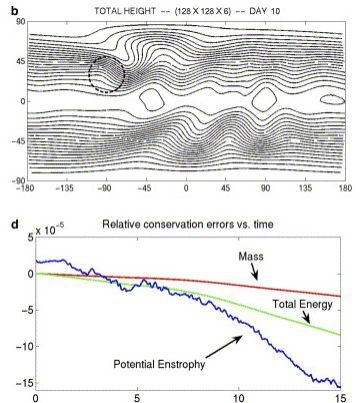 b
TOTAL HEIGHT -- (128 X 128 X 6) -- DAY 10
90
45
0
−45
−90
−180 −135 −90 −45 0 45 90 135 180
d
Relative conservation errors vs. time
x 10⁻⁵
5
0
−5
−10
−15
Mass
Total Energy
Potential Enstrophy
0 5 10 15